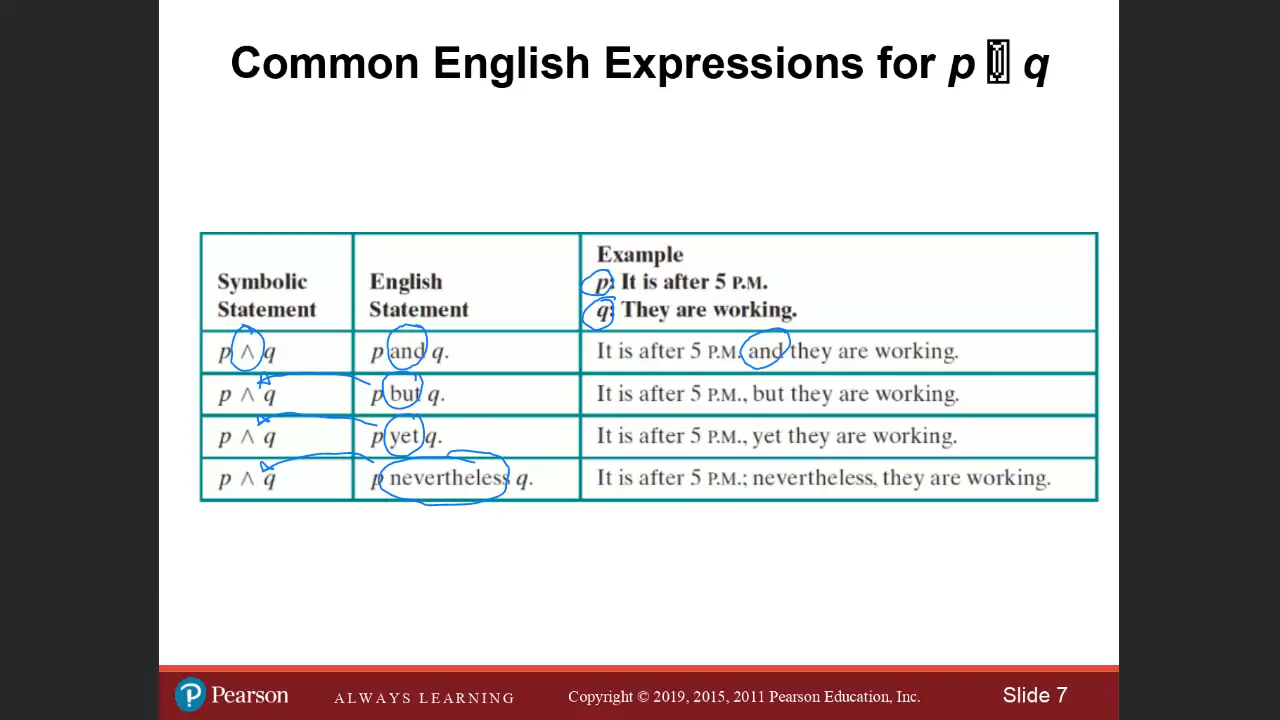 Common English Expressions for p q
Symbolic Statement
English Statement
Example
p: It is after 5 P.M.
q: They are working.
p ∧ q
p and q.
It is after 5 P.M. and they are working.
p ∧ q
p but q.
It is after 5 P.M., but they are working.
p ∧ q
p yet q.
It is after 5 P.M., yet they are working.
p ∧ q
p nevertheless q.
It is after 5 P.M.; nevertheless, they are working.
Pearson
ALWAYS LEARNING
Copyright © 2019, 2015, 2011 Pearson Education, Inc.
Slide 7